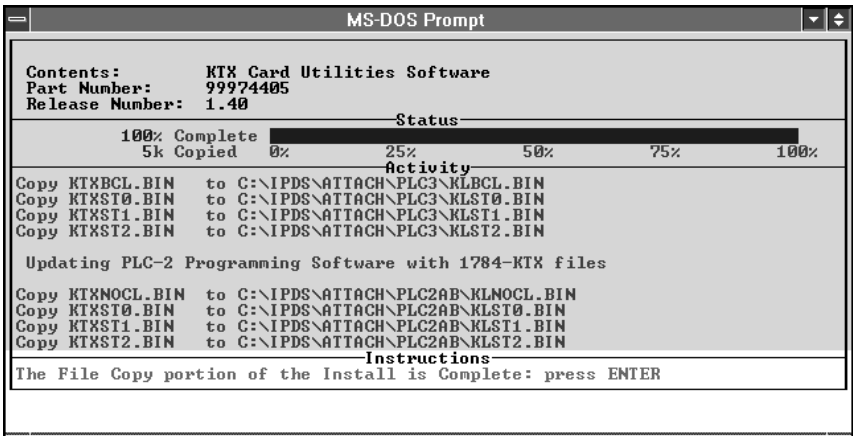 MS-DOS Prompt
Contents: KTX Card Utilities Software
Part Number: 99974405
Release Number: 1.40
Status
100% Complete
5k Copied 0% 25% 50% 75% 100%
Activity
Copy KTXBCL.BIN to C:\IPDS\ATTACH\PLC3\KLBCL.BIN
Copy KTXST0.BIN to C:\IPDS\ATTACH\PLC3\KLST0.BIN
Copy KTXST1.BIN to C:\IPDS\ATTACH\PLC3\KLST1.BIN
Copy KTXST2.BIN to C:\IPDS\ATTACH\PLC3\KLST2.BIN
Updating PLC-2 Programming Software with 1784-KTX files
Copy KTXNOCL.BIN to C:\IPDS\ATTACH\PLC2AB\KLNOCL.BIN
Copy KTXST0.BIN to C:\IPDS\ATTACH\PLC2AB\KLST0.BIN
Copy KTXST1.BIN to C:\IPDS\ATTACH\PLC2AB\KLST1.BIN
Copy KTXST2.BIN to C:\IPDS\ATTACH\PLC2AB\KLST2.BIN
Instructions
The File Copy portion of the Install is Complete: press ENTER